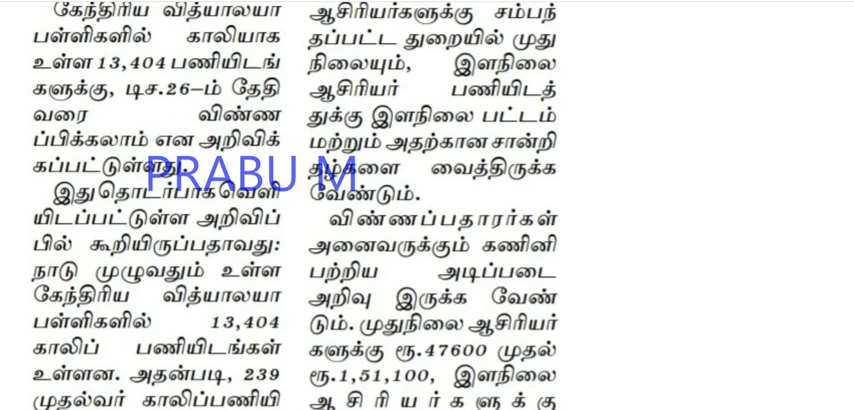 கேந்திரிய வித்யாலயா
பள்ளிகளில் காலியாக
உள்ள 13,404 பணியிடங்
களுக்கு, டிச.26-ம் தேதி
வரை விண்ண
ப்பிக்கலாம் என அறிவிக்
கப்பட்டுள்ளது.
இது தொடர்பாக வெளி
யிடப்பட்டுள்ள அறிவிப்
பில் கூறியிருப்பதாவது:
நாடு முழுவதும் உள்ள
கேந்திரிய வித்யாலயா
பள்ளிகளில் 13,404
காலிப் பணியிடங்கள்
உள்ளன. அதன்படி, 239
முதல்வர் காலிப்பணியி
ஆசிரியர்களுக்கு சம்பந்
தப்பட்ட துறையில் முது
நிலையும், இளநிலை
ஆசிரியர் பணியிடத்
துக்கு இளநிலை பட்டம்
மற்றும் அதற்கான சான்றி
தழ்களை வைத்திருக்க
வேண்டும்.
விண்ணப்பதாரர்கள்
அனைவருக்கும் கணினி
பற்றிய அடிப்படை
அறிவு இருக்க வேண்
டும். முதுநிலை ஆசிரியர்
களுக்கு ரூ.47600 முதல்
ரூ.1,51,100, இளநிலை
ஆசிரியர்களுக்கு
PRABU M